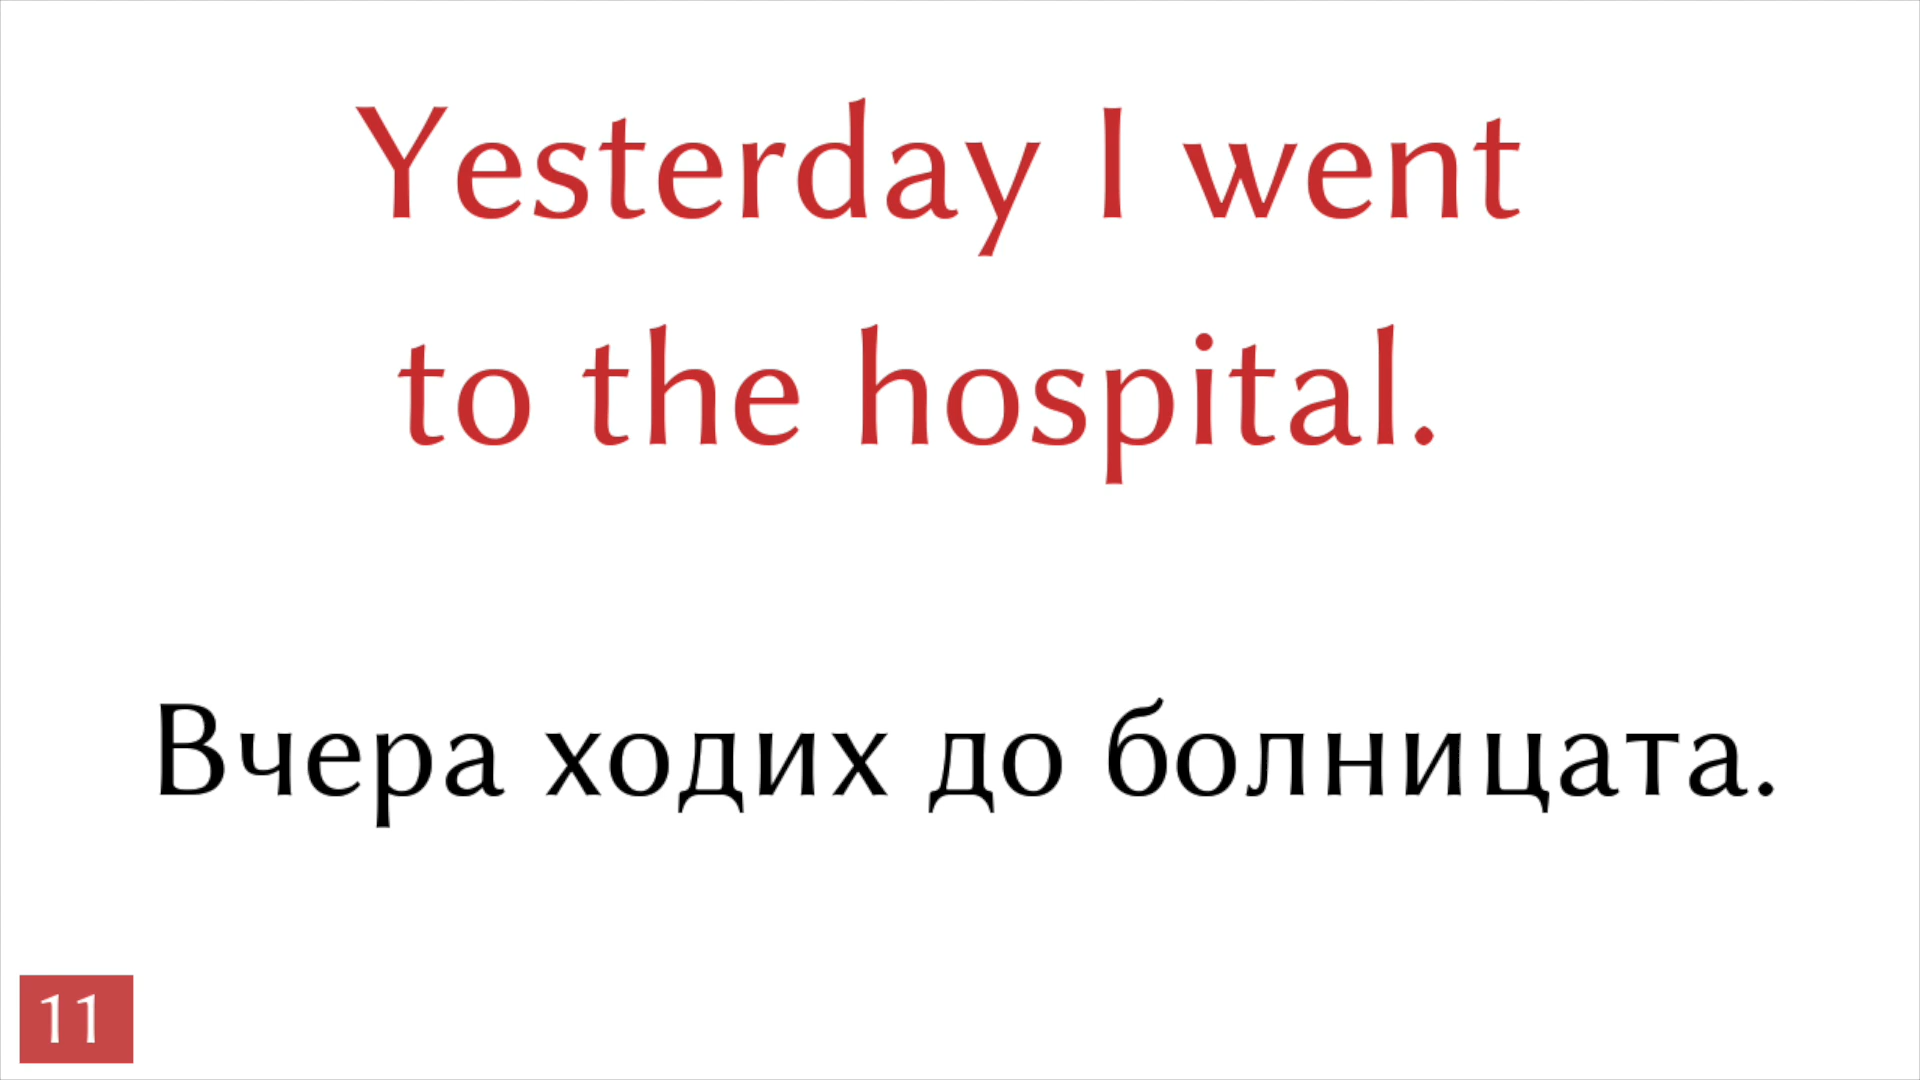 Yesterday I went
to the hospital.
Вчера ходих до болницата.
11